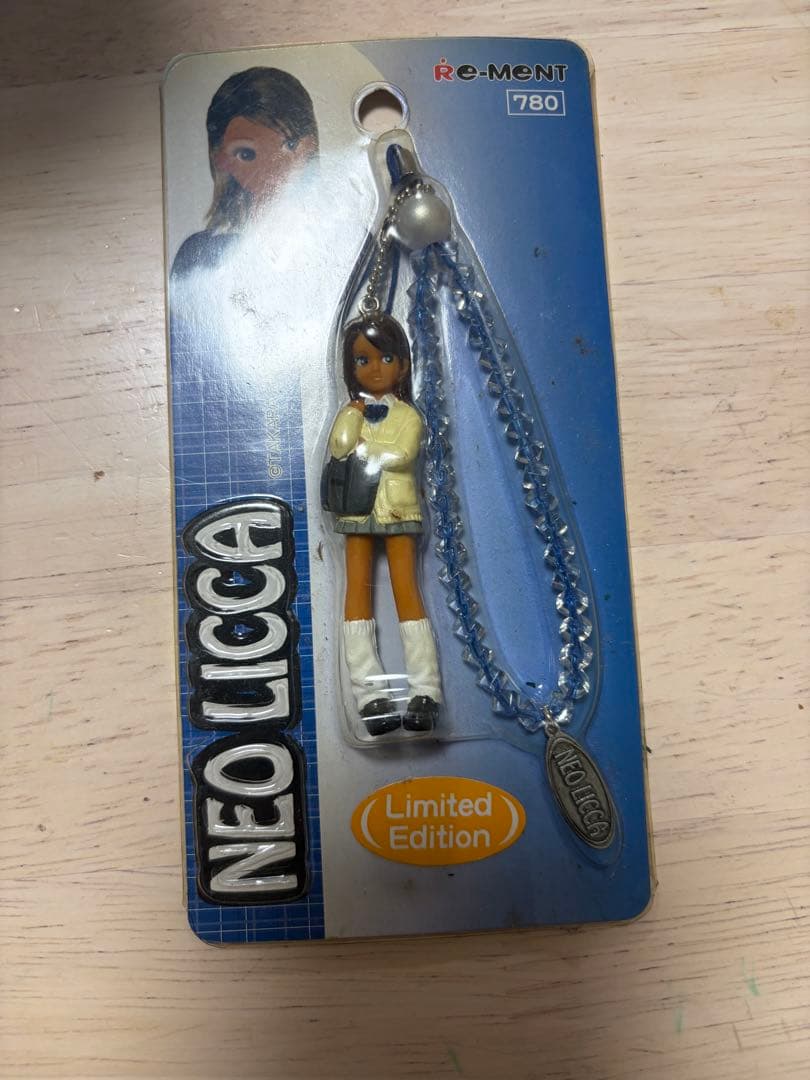 Re-MeNT
780
©TAKARA
NEO LICCA
Limited
Edition
NEO LICCA